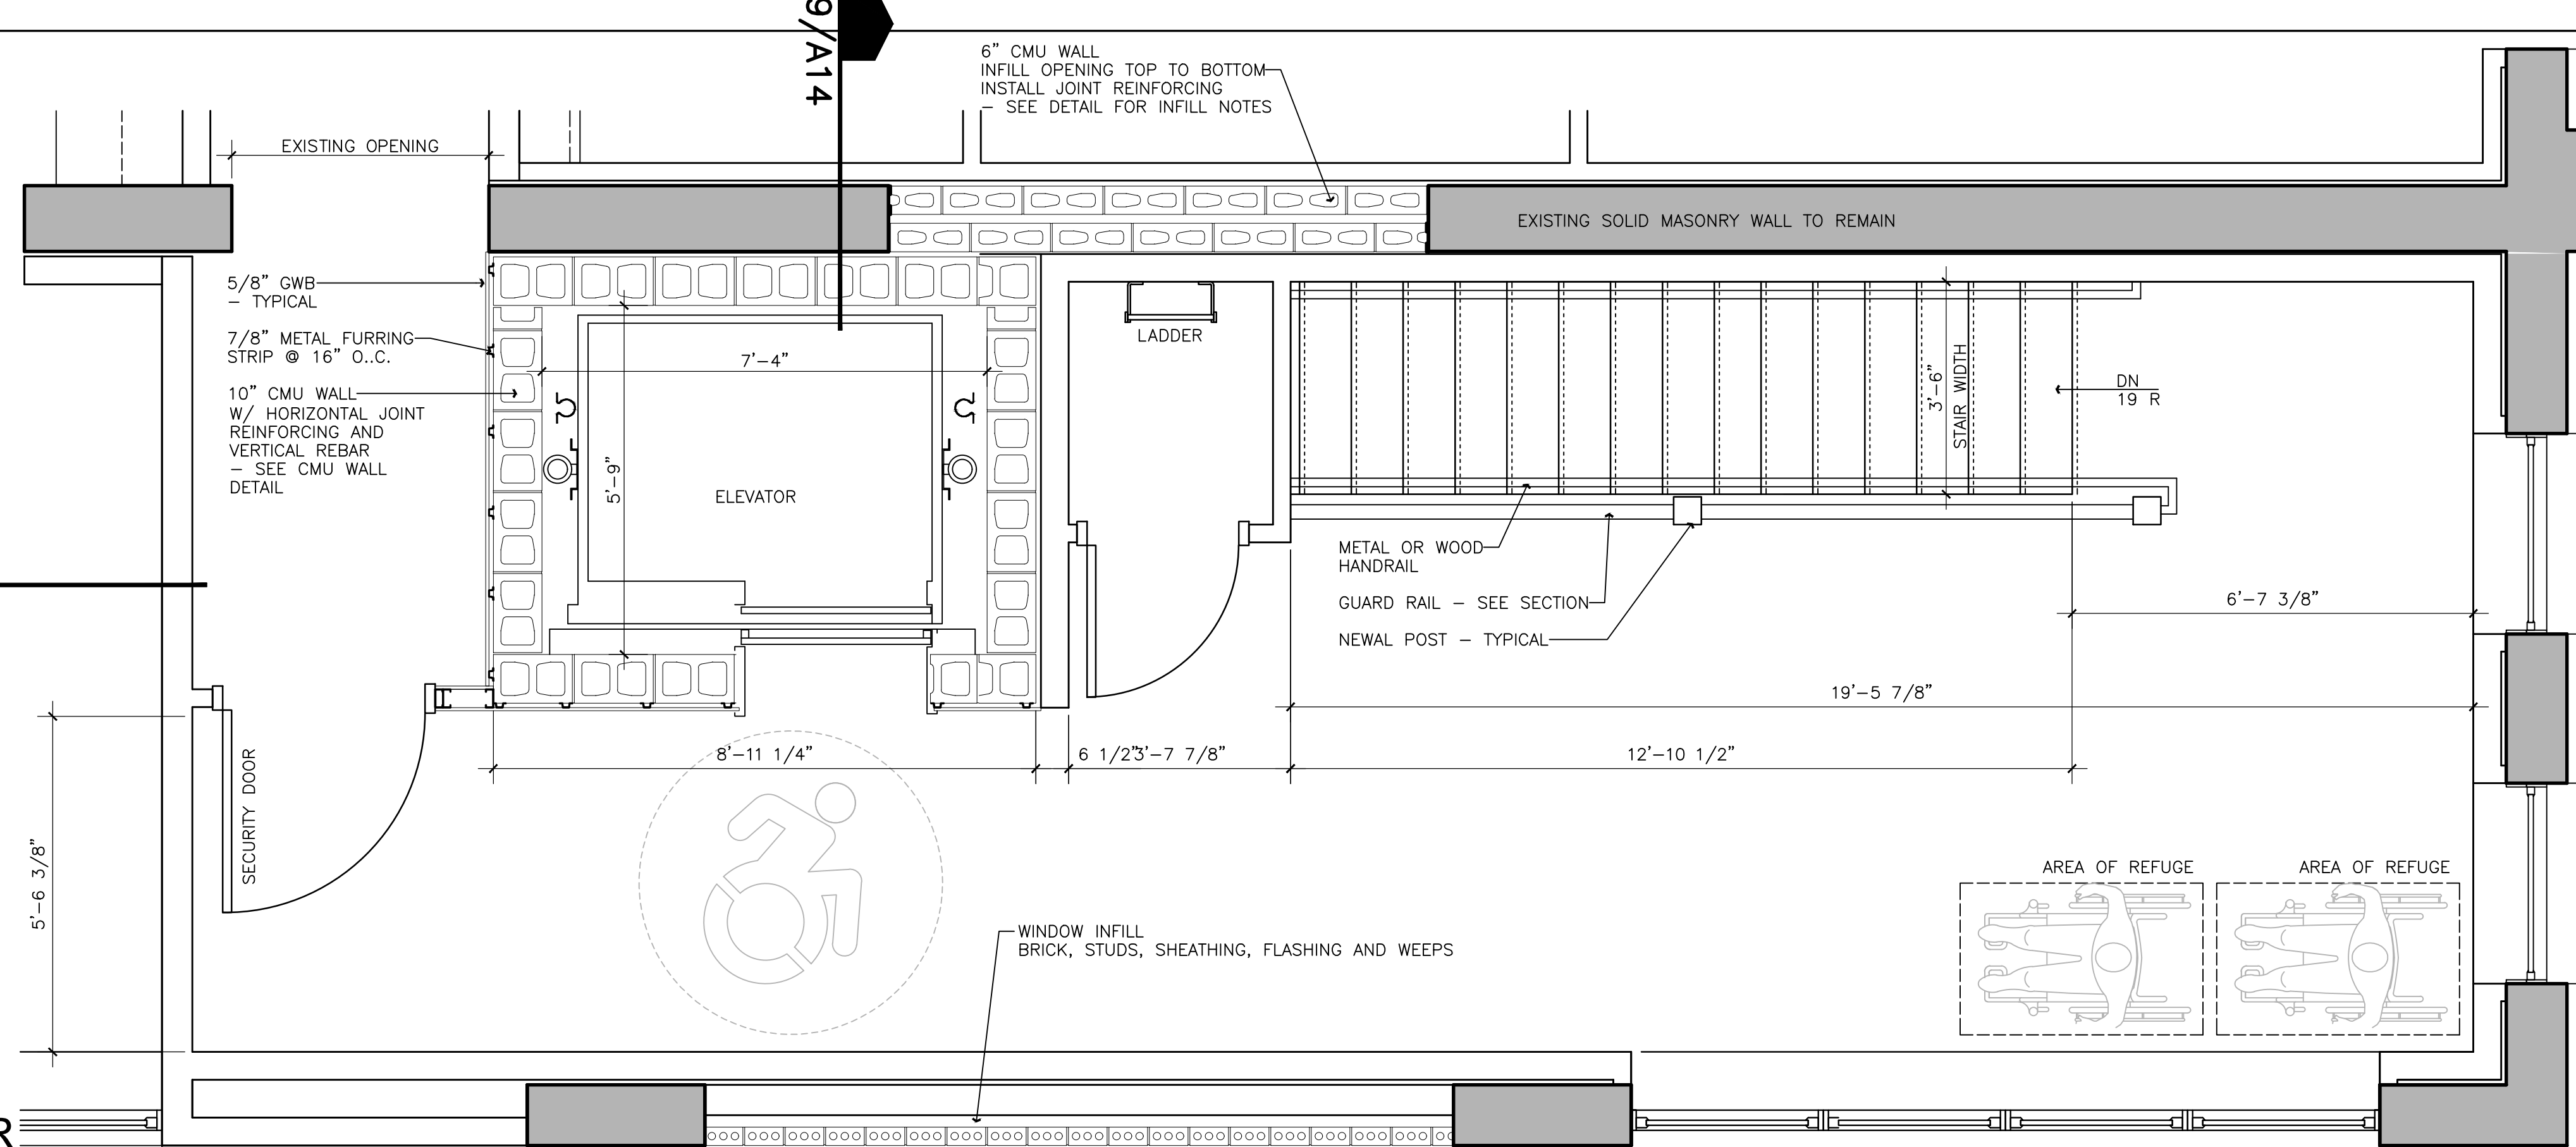 9/A14
6" CMU WALL
INFILL OPENING TOP TO BOTTOM
INSTALL JOINT REINFORCING
– SEE DETAIL FOR INFILL NOTES
EXISTING OPENING
EXISTING SOLID MASONRY WALL TO REMAIN
5/8" GWB
– TYPICAL
7/8" METAL FURRING
STRIP @ 16" O..C.
10" CMU WALL
W/ HORIZONTAL JOINT
REINFORCING AND
VERTICAL REBAR
– SEE CMU WALL
DETAIL
7'–4"
5'–9"
ELEVATOR
LADDER
3'–6"
STAIR WIDTH
DN
19 R
METAL OR WOOD
HANDRAIL
GUARD RAIL – SEE SECTION
NEWAL POST – TYPICAL
6'–7 3/8"
19'–5 7/8"
8'–11 1/4"
6 1/2"
3'–7 7/8"
12'–10 1/2"
SECURITY DOOR
5'–6 3/8"
AREA OF REFUGE
AREA OF REFUGE
WINDOW INFILL
BRICK, STUDS, SHEATHING, FLASHING AND WEEPS
R